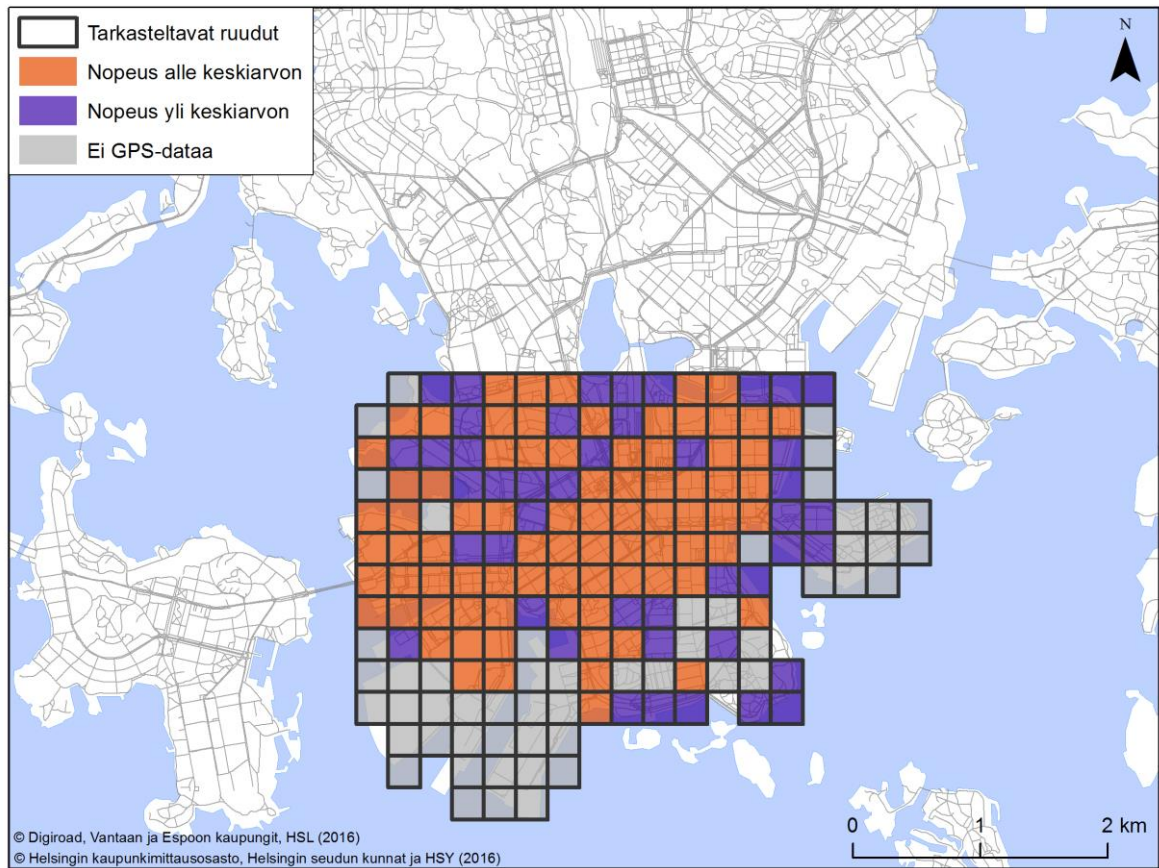 Tarkasteltavat ruudut
Nopeus alle keskiarvon
Nopeus yli keskiarvon
Ei GPS-dataa
N
0 1 2 km
© Digiroad, Vantaan ja Espoon kaupungit, HSL (2016)
© Helsingin kaupunkimittausosasto, Helsingin seudun kunnat ja HSY (2016)